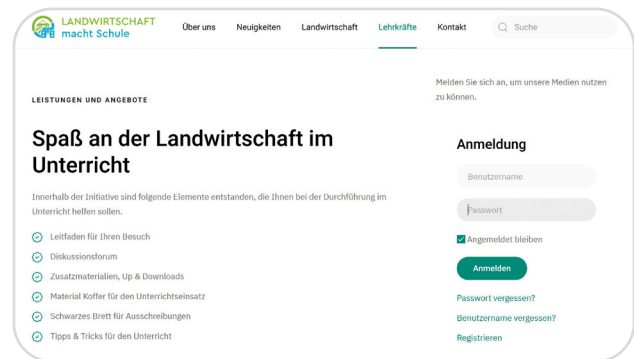 LANDWIRTSCHAFT
macht Schule
Über uns Neuigkeiten Landwirtschaft Lehrkräfte Kontakt Suche
LEISTUNGEN UND ANGEBOTE
Spaß an der Landwirtschaft im
Unterricht
Innerhalb der Initiative sind folgende Elemente entstanden, die Ihnen bei der Durchführung im
Unterricht helfen sollen.
Leitfaden für Ihren Besuch
Diskussionsforum
Zusatzmaterialien, Up & Downloads
Material Koffer für den Unterrichtseinsatz
Schwarzes Brett für Ausschreibungen
Tipps & Tricks für den Unterricht
Melden Sie sich an, um unsere Medien nutzen
zu können.
Anmeldung
Benutzername
Passwort
Angemeldet bleiben
Anmelden
Passwort vergessen?
Benutzername vergessen?
Registrieren